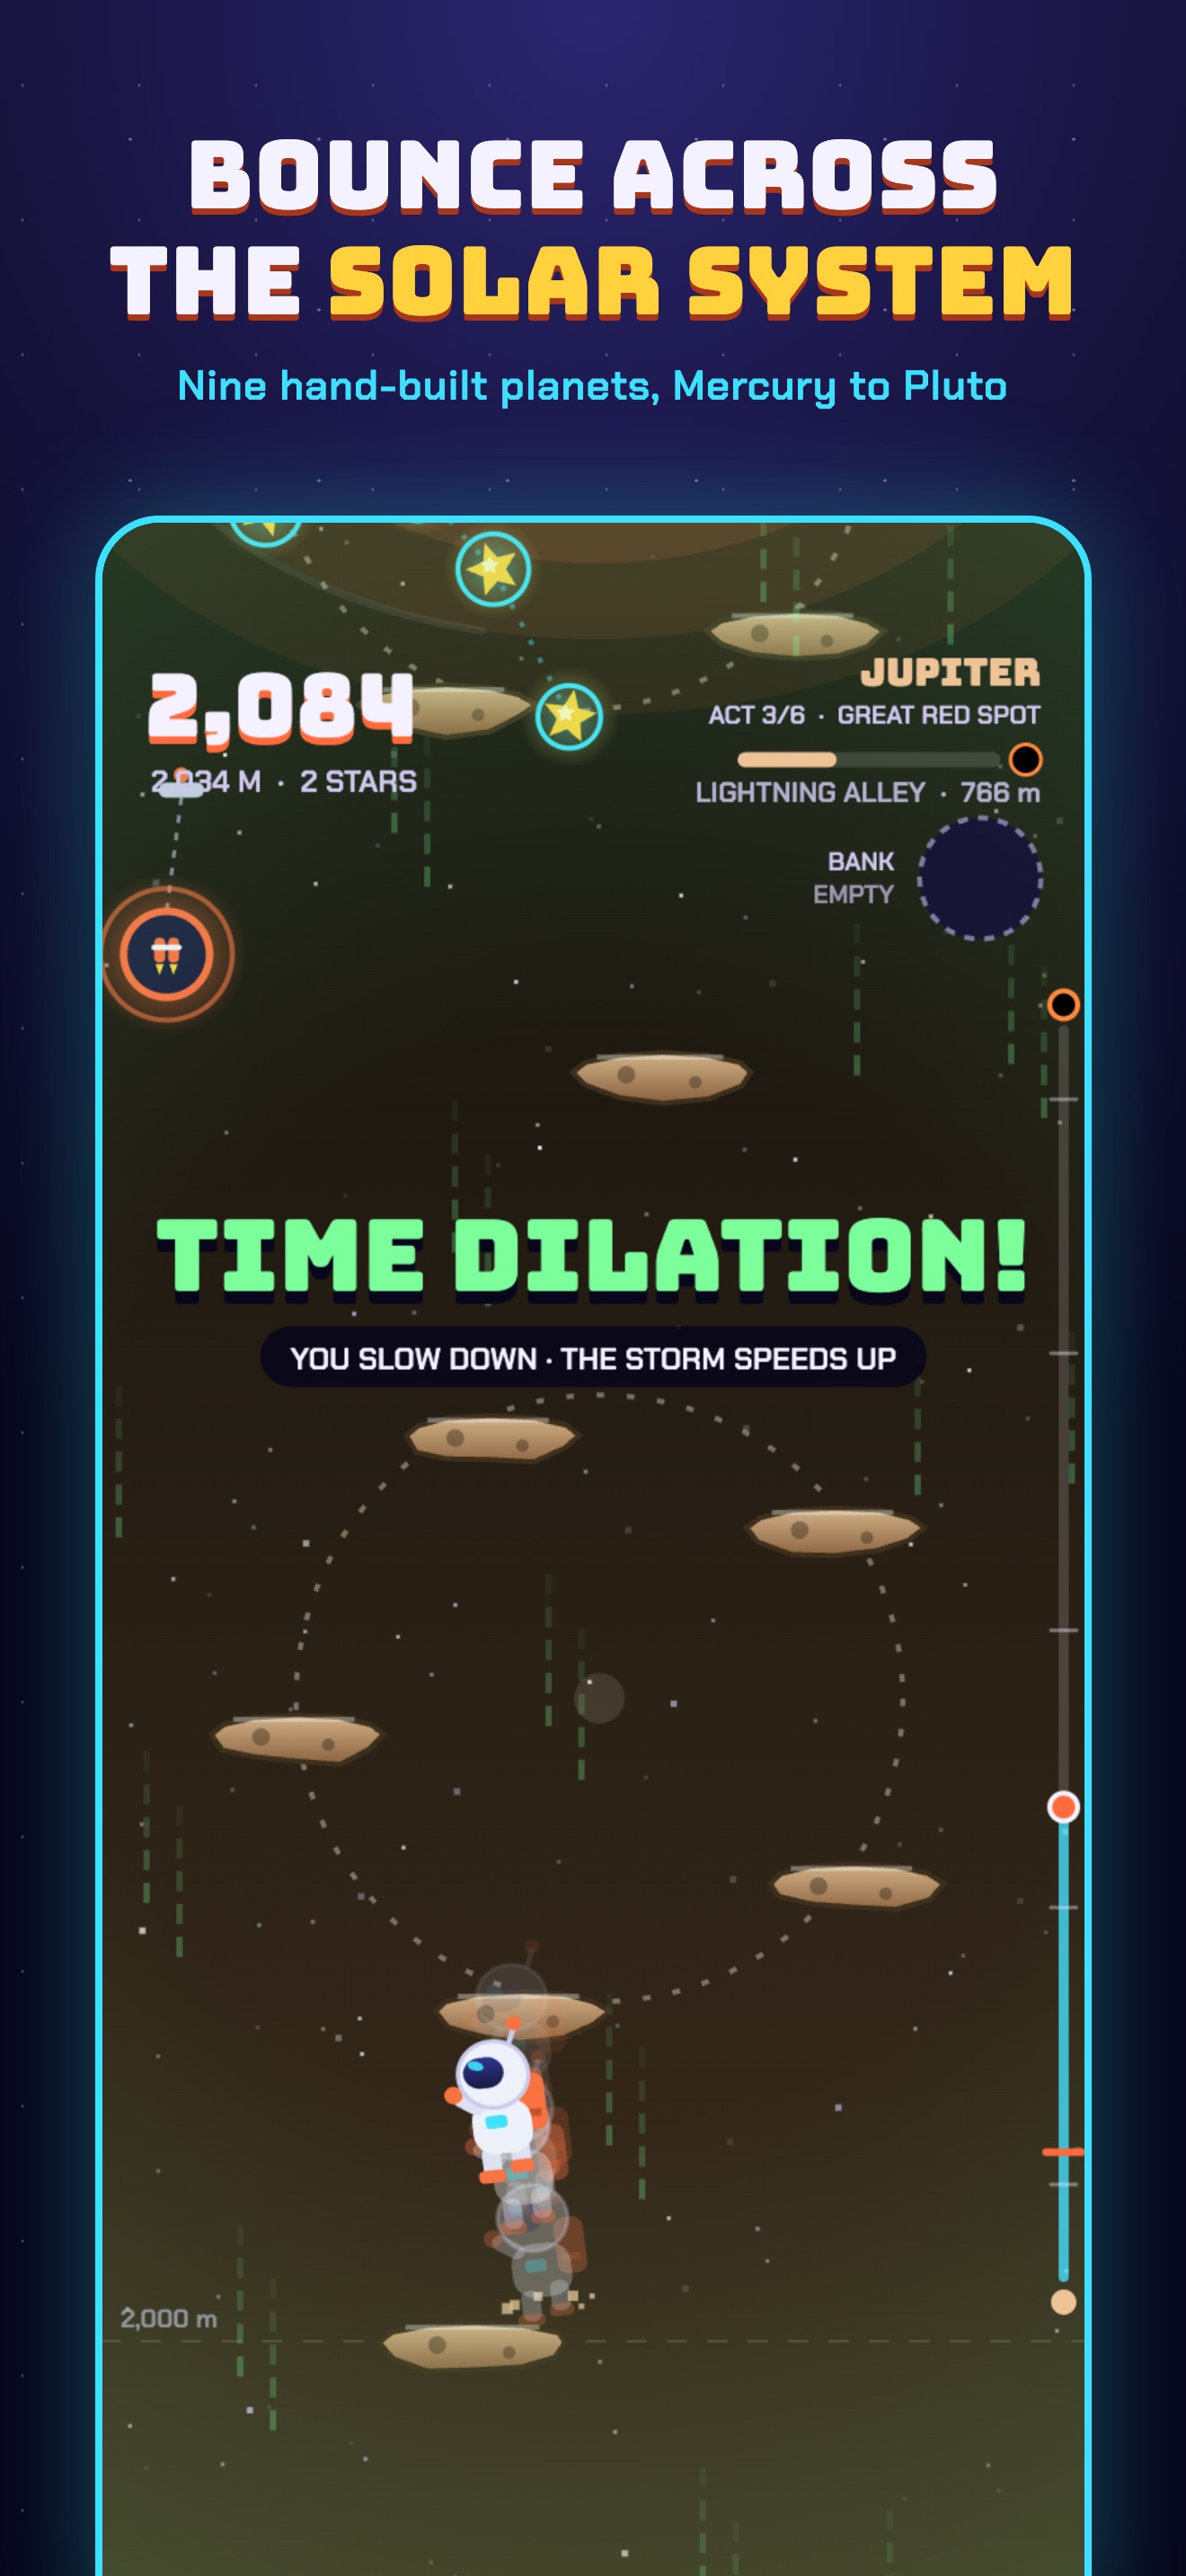 BOUNCE ACROSS
THE SOLAR SYSTEM
Nine hand-built planets, Mercury to Pluto
2,084
2,034 M · 2 STARS
JUPITER
ACT 3/6 · GREAT RED SPOT
LIGHTNING ALLEY · 766 m
BANK
EMPTY
TIME DILATION!
YOU SLOW DOWN · THE STORM SPEEDS UP
2,000 m